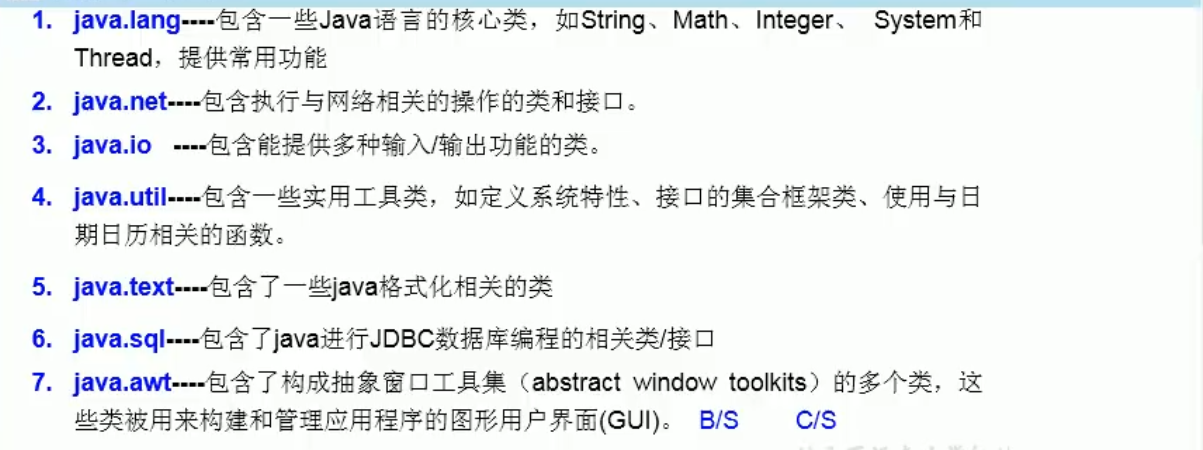 1. java.lang----包含一些Java语言的核心类，如String、Math、Integer、 System和
Thread，提供常用功能
2. java.net----包含执行与网络相关的操作的类和接口。
3. java.io ----包含能提供多种输入/输出功能的类。
4. java.util----包含一些实用工具类，如定义系统特性、接口的集合框架类、使用与日
期日历相关的函数。
5. java.text----包含了一些java格式化相关的类
6. java.sql----包含了java进行JDBC数据库编程的相关类/接口
7. java.awt----包含了构成抽象窗口工具集（abstract window toolkits）的多个类，这
些类被用来构建和管理应用程序的图形用户界面(GUI)。 B/S C/S